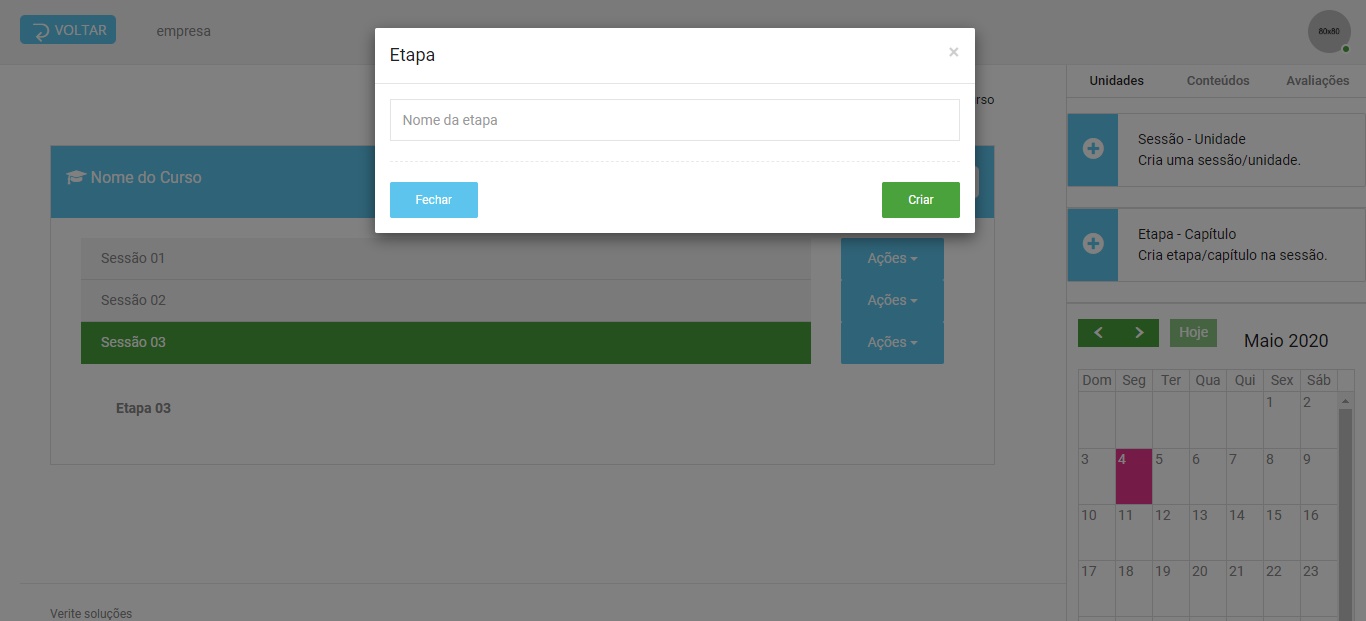 VOLTAR
empresa
80x80
Etapa
×
Nome da etapa
Fechar
Criar
rso
Nome do Curso
Sessão 01
Ações
Sessão 02
Ações
Sessão 03
Ações
Etapa 03
Verite soluções
Unidades Conteúdos Avaliações
Sessão - Unidade
Cria uma sessão/unidade.
Etapa - Capítulo
Cria etapa/capítulo na sessão.
Hoje
Maio 2020
Dom Seg Ter Qua Qui Sex Sáb
1 2
3 4 5 6 7 8 9
10 11 12 13 14 15 16
17 18 19 20 21 22 23